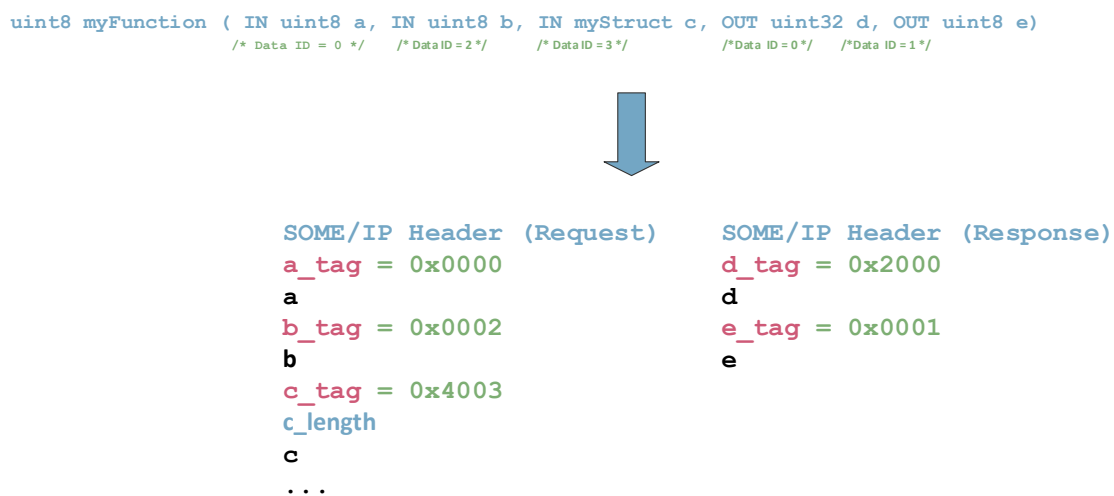 uint8 myFunction ( IN uint8 a, IN uint8 b, IN myStruct c, OUT uint32 d, OUT uint8 e)
/* Data ID = 0 */ /* Data ID = 2 */ /* Data ID = 3 */ /*Data ID = 0 */ /*Data ID = 1 */
SOME/IP Header (Request) SOME/IP Header (Response)
a_tag = 0x0000 d_tag = 0x2000
a d
b_tag = 0x0002 e_tag = 0x0001
b e
c_tag = 0x4003
c_length
c
...